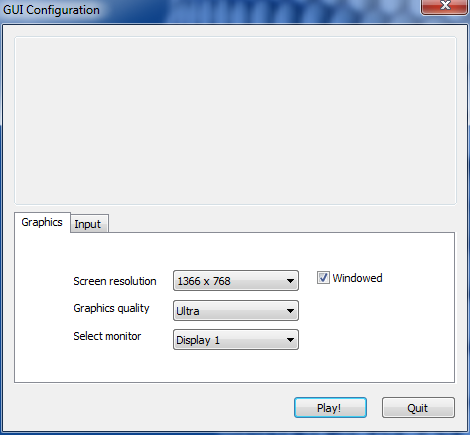 GUI Configuration
Graphics Input
Screen resolution 1366 x 768 Windowed
Graphics quality Ultra
Select monitor Display 1
Play! Quit